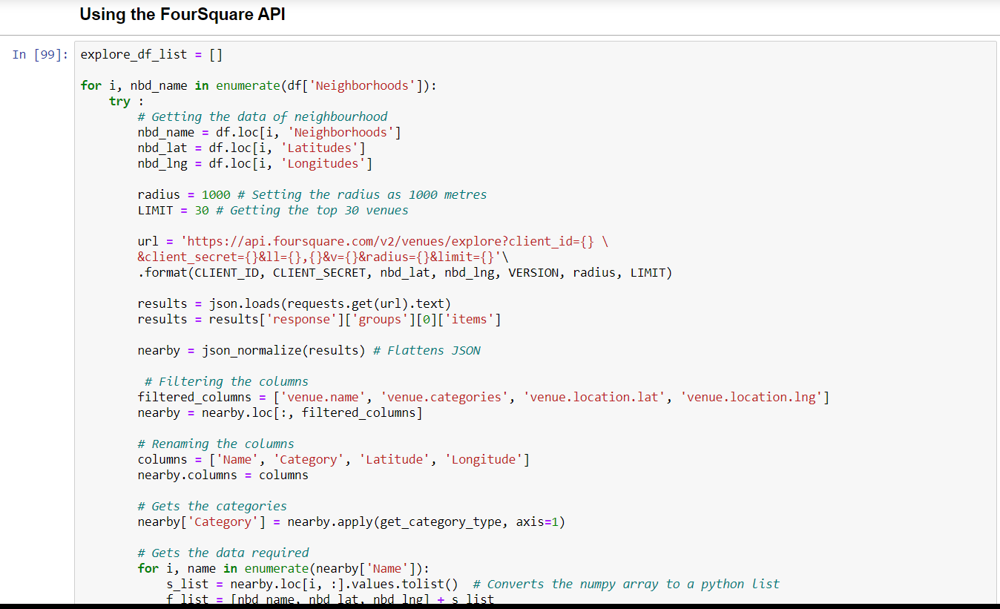 Using the FourSquare API
In [99]: explore_df_list = []
for i, nbd_name in enumerate(df['Neighborhoods']):
try :
# Getting the data of neighbourhood
nbd_name = df.loc[i, 'Neighborhoods']
nbd_lat = df.loc[i, 'Latitudes']
nbd_lng = df.loc[i, 'Longitudes']
radius = 1000 # Setting the radius as 1000 metres
LIMIT = 30 # Getting the top 30 venues
url = 'https://api.foursquare.com/v2/venues/explore?client_id={} \
&client_secret={}&ll={},{}&v={}&radius={}&limit={}'\
.format(CLIENT_ID, CLIENT_SECRET, nbd_lat, nbd_lng, VERSION, radius, LIMIT)
results = json.loads(requests.get(url).text)
results = results['response']['groups'][0]['items']
nearby = json_normalize(results) # Flattens JSON
# Filtering the columns
filtered_columns = ['venue.name', 'venue.categories', 'venue.location.lat', 'venue.location.lng']
nearby = nearby.loc[:, filtered_columns]
# Renaming the columns
columns = ['Name', 'Category', 'Latitude', 'Longitude']
nearby.columns = columns
# Gets the categories
nearby['Category'] = nearby.apply(get_category_type, axis=1)
# Gets the data required
for i, name in enumerate(nearby['Name']):
s_list = nearby.loc[i, :].values.tolist() # Converts the numpy array to a python list
f_list = [nbd_name, nbd_lat, nbd_lng] + s_list